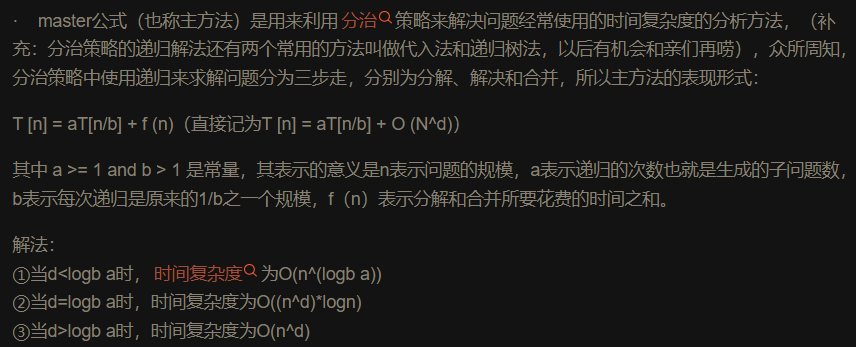 · master公式（也称主方法）是用来利用分治策略来解决问题经常使用的时间复杂度的分析方法，（补
充：分治策略的递归解法还有两个常用的方法叫做代入法和递归树法，以后有机会和亲们再唠），众所周知，
分治策略中使用递归来求解问题分为三步走，分别为分解、解决和合并，所以主方法的表现形式：
T [n] = aT[n/b] + f (n)（直接记为T [n] = aT[n/b] + O (N^d)）
其中 a >= 1 and b > 1 是常量，其表示的意义是n表示问题的规模，a表示递归的次数也就是生成的子问题数，
b表示每次递归是原来的1/b之一个规模，f（n）表示分解和合并所要花费的时间之和。
解法：
①当d<logb a时，时间复杂度为O(n^(logb a))
②当d=logb a时，时间复杂度为O((n^d)*logn)
③当d>logb a时，时间复杂度为O(n^d)